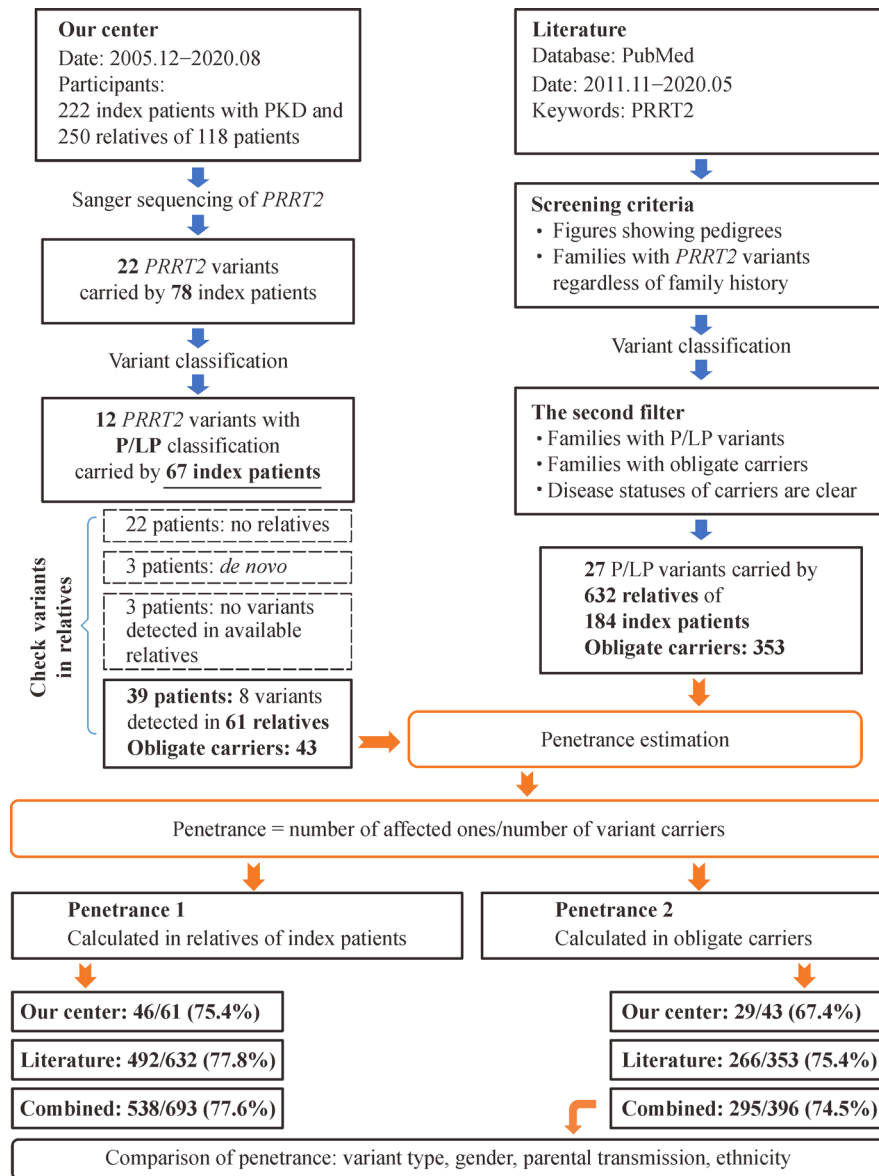 Our center
Date: 2005.12−2020.08
Participants:
222 index patients with PKD and
250 relatives of 118 patients
Sanger sequencing of PRRT2
22 PRRT2 variants
carried by 78 index patients
Variant classification
12 PRRT2 variants with
P/LP classification
carried by 67 index patients
Check variants
in relatives
22 patients: no relatives
3 patients: de novo
3 patients: no variants
detected in available
relatives
39 patients: 8 variants
detected in 61 relatives
Obligate carriers: 43
Literature
Database: PubMed
Date: 2011.11−2020.05
Keywords: PRRT2
Screening criteria
• Figures showing pedigrees
• Families with PRRT2 variants
regardless of family history
Variant classification
The second filter
• Families with P/LP variants
• Families with obligate carriers
• Disease statuses of carriers are clear
27 P/LP variants carried by
632 relatives of
184 index patients
Obligate carriers: 353
Penetrance estimation
Penetrance = number of affected ones/number of variant carriers
Penetrance 1
Calculated in relatives of index patients
Our center: 46/61 (75.4%)
Literature: 492/632 (77.8%)
Combined: 538/693 (77.6%)
Penetrance 2
Calculated in obligate carriers
Our center: 29/43 (67.4%)
Literature: 266/353 (75.4%)
Combined: 295/396 (74.5%)
Comparison of penetrance: variant type, gender, parental transmission, ethnicity